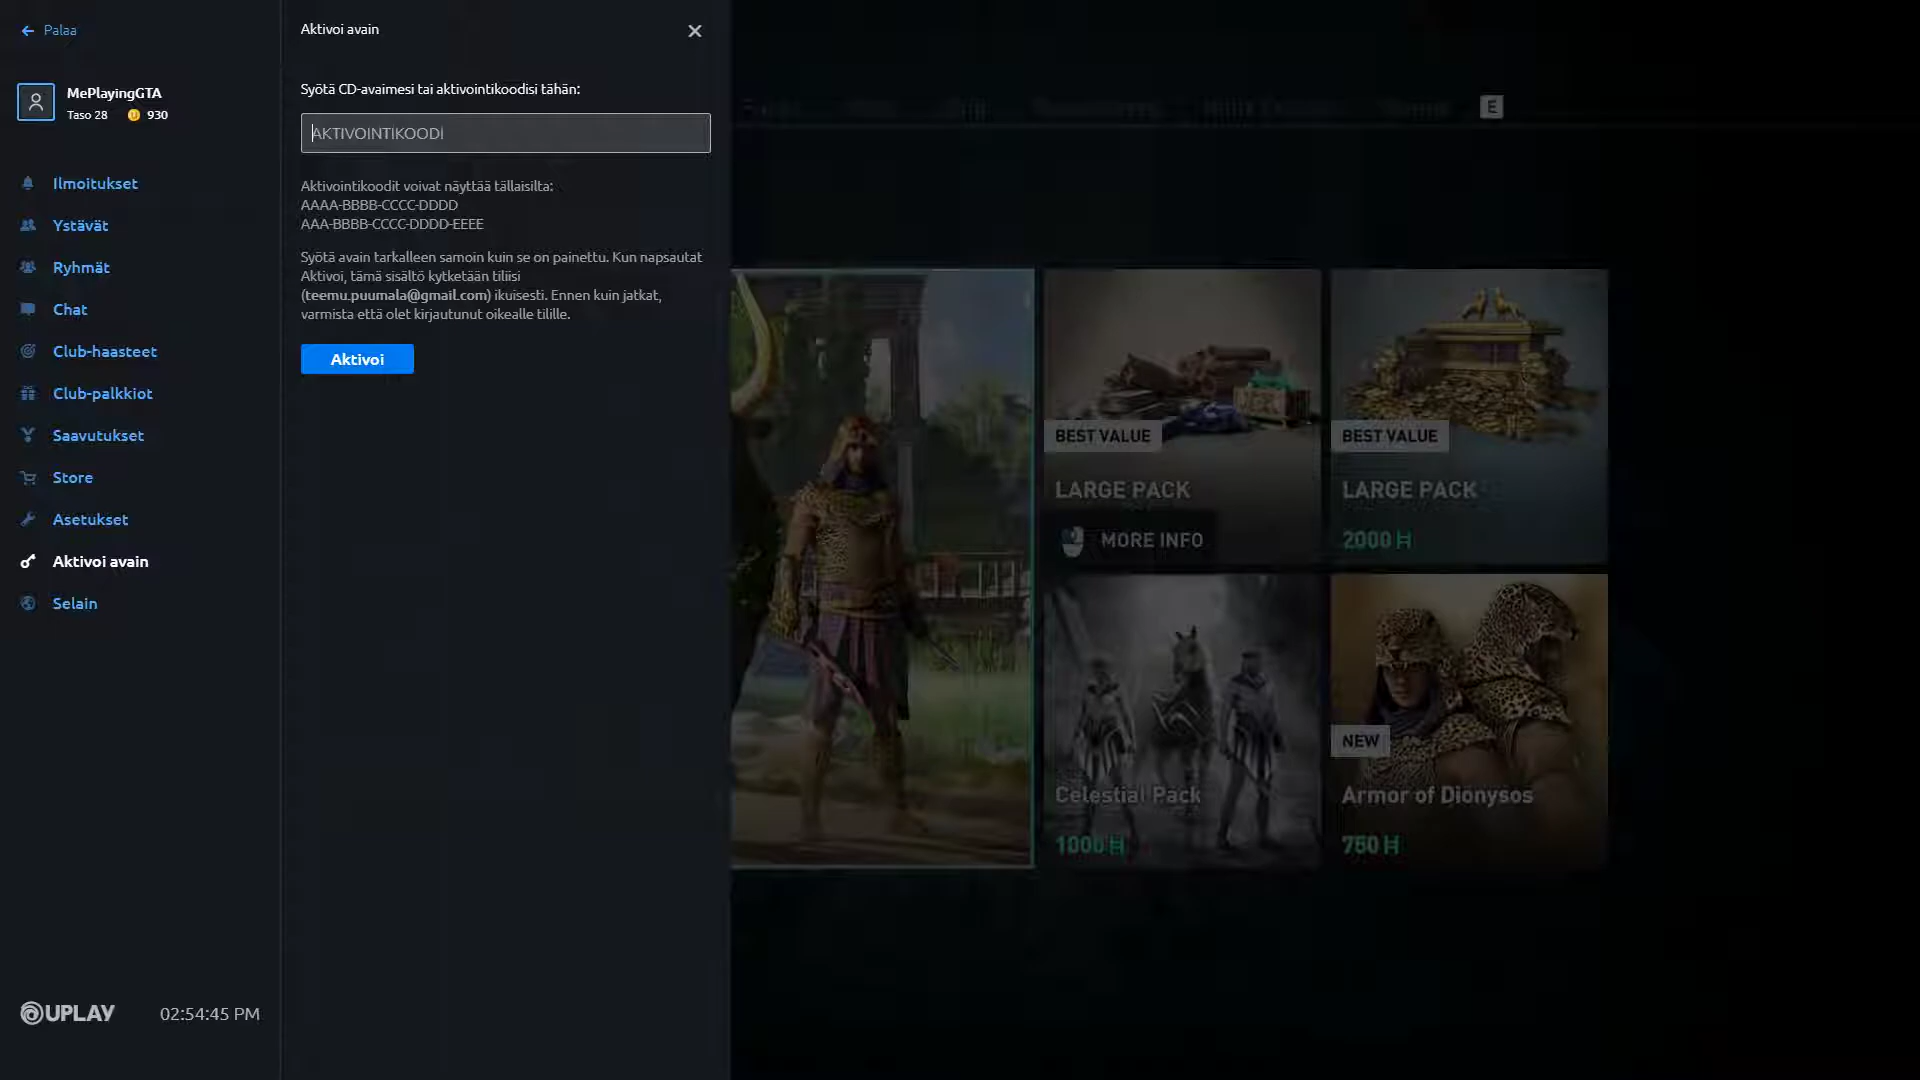 Palaa
MePlayingGTA
Taso 28 930
Ilmoitukset
Ystävät
Ryhmät
Chat
Club-haasteet
Club-palkkiot
Saavutukset
Store
Asetukset
Aktivoi avain
Selain
UPLAY 02:54:45 PM
Aktivoi avain
Syötä CD-avaimesi tai aktivointikoodisi tähän:
AKTIVOINTIKOODI
Aktivointikoodit voivat näyttää tällaisilta:
AAAA-BBBB-CCCC-DDDD
AAA-BBBB-CCCC-DDDD-EEEE
Syötä avain tarkalleen samoin kuin se on painettu. Kun napsautat
Aktivoi, tämä sisältö kytketään tiliisi
(teemu.puumala@gmail.com) ikuisesti. Ennen kuin jatkat,
varmista että olet kirjautunut oikealle tilille.
Aktivoi
E
BEST VALUE
LARGE PACK
MORE INFO
BEST VALUE
LARGE PACK
2000
Celestial Pack
1000
NEW
Armor of Dionysos
750